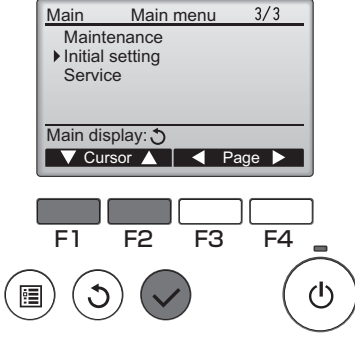 Main Main menu 3/3
Maintenance
Initial setting
Service
Main display:
Cursor Page
F1 F2 F3 F4